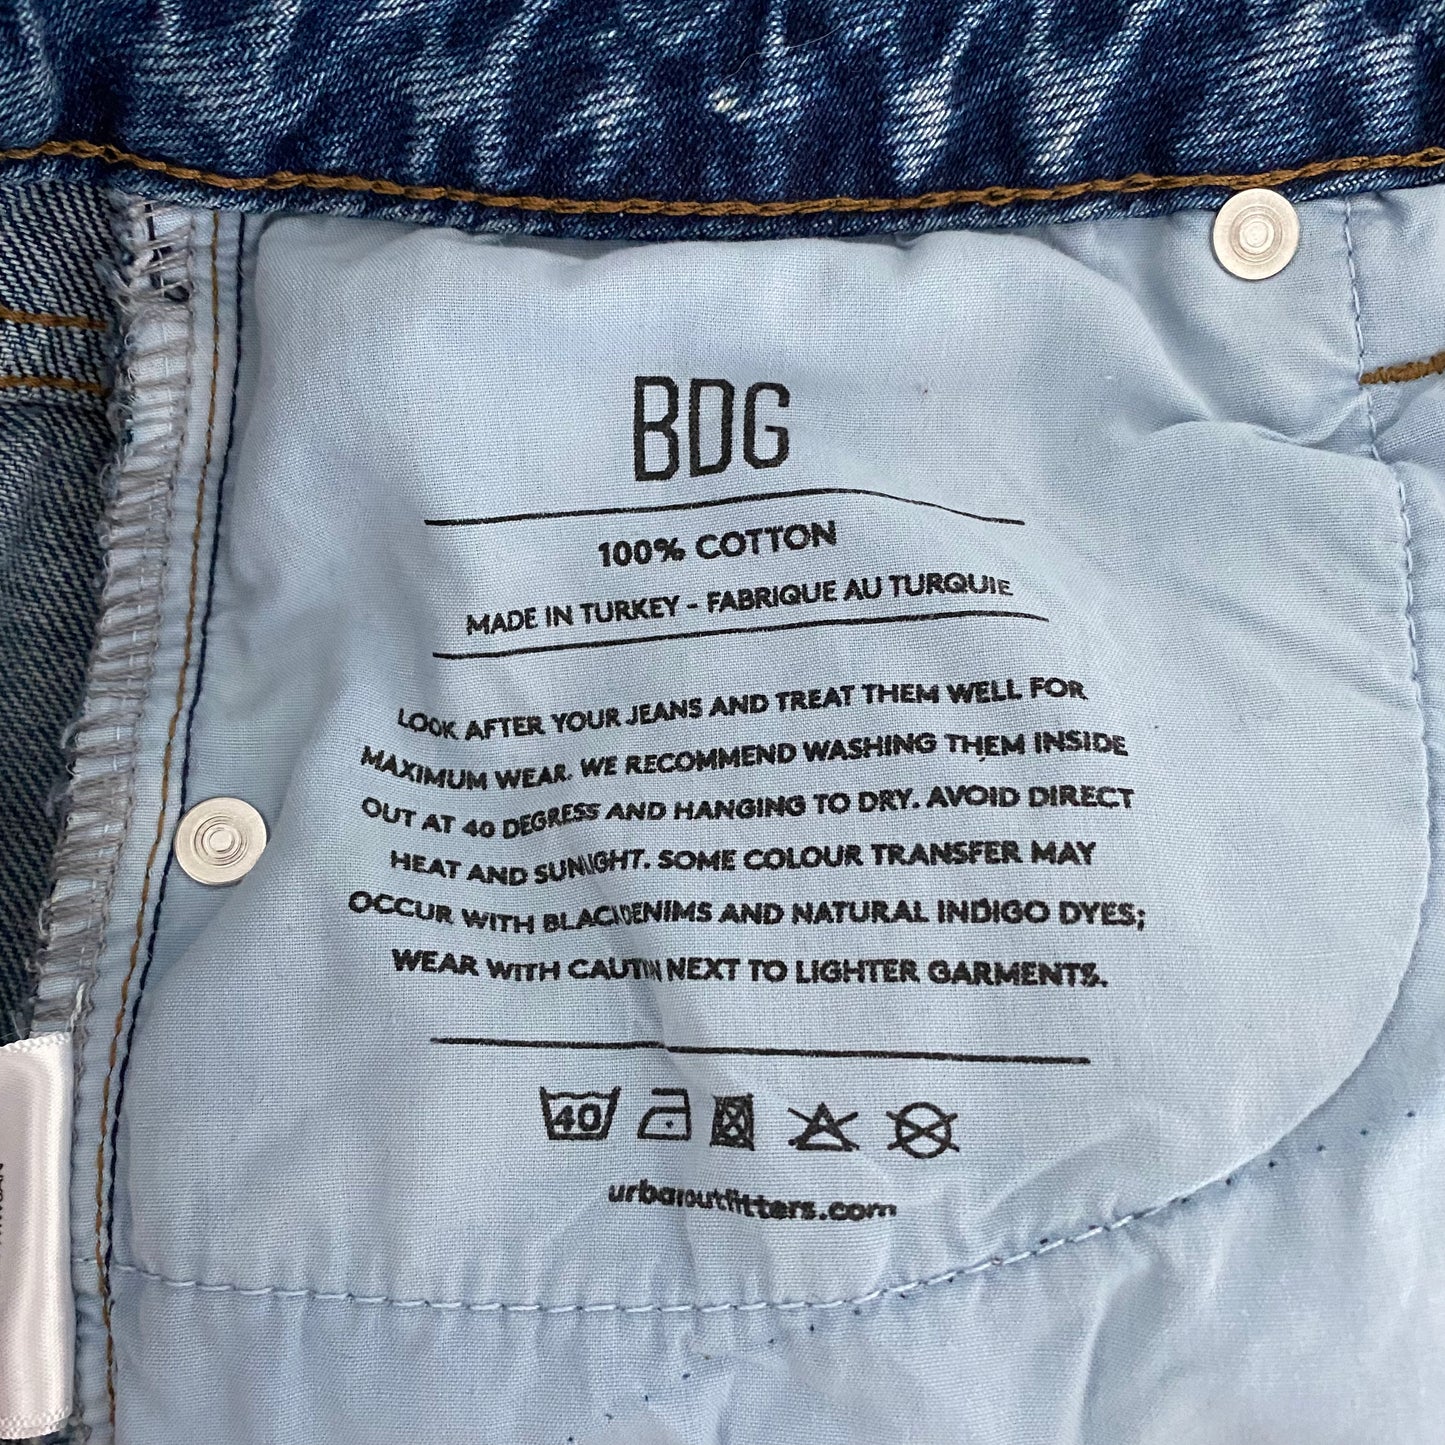 BDG
100% COTTON
MADE IN TURKEY - FABRIQUE AU TURQUIE
LOOK AFTER YOUR JEANS AND TREAT THEM WELL FOR
MAXIMUM WEAR. WE RECOMMEND WASHING THEM INSIDE
OUT AT 40 DEGRESS AND HANGING TO DRY. AVOID DIRECT
HEAT AND SUNLIGHT. SOME COLOUR TRANSFER MAY
OCCUR WITH BLACK DENIMS AND NATURAL INDIGO DYES;
WEAR WITH CAUTION NEXT TO LIGHTER GARMENTS.
40
urbanoutfitters.com